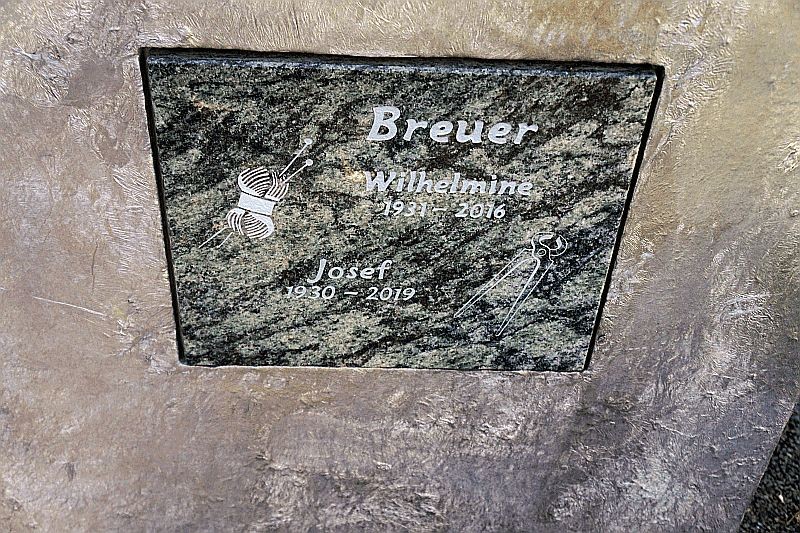 Breuer
Wilhelmine
1931 – 2016
Josef
1930 – 2019